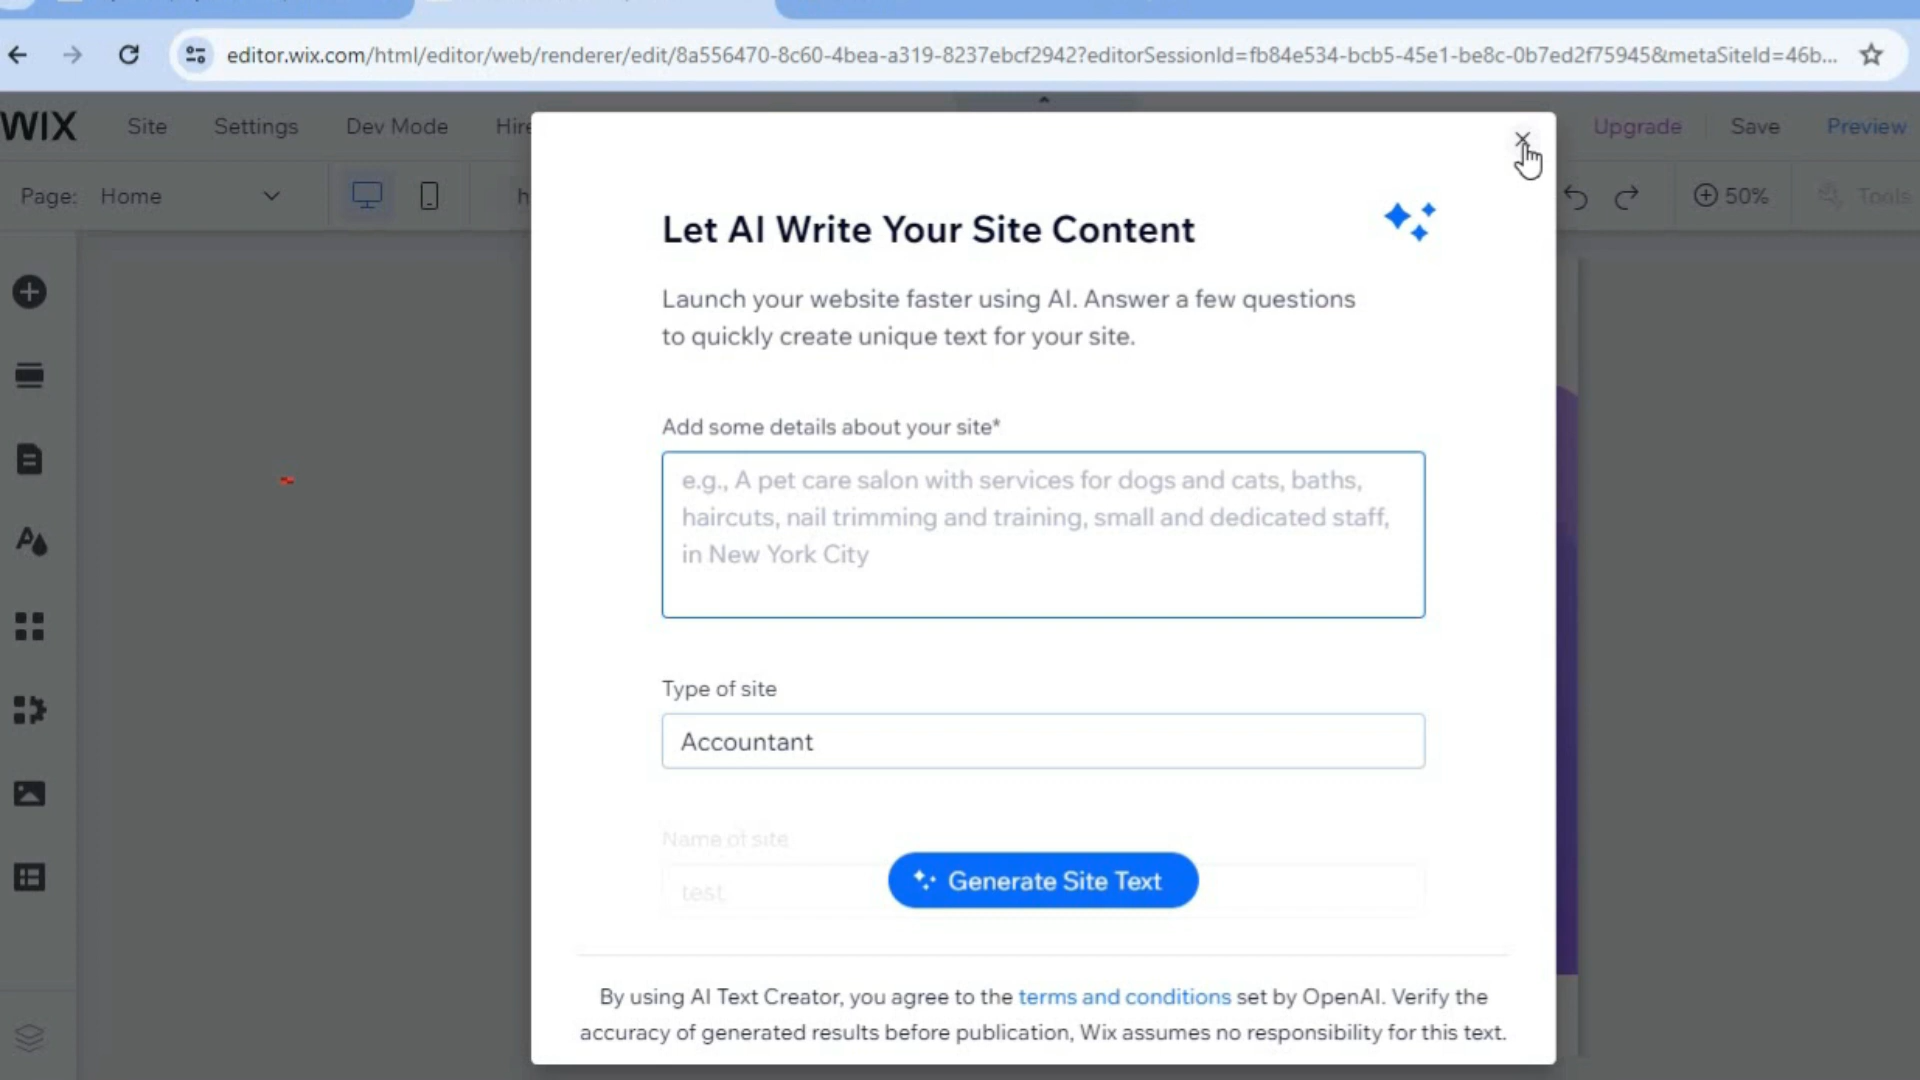 editor.wix.com/html/editor/web/renderer/edit/8a556470-8c60-4bea-a319-8237ebcf2942?editorSessionId=fb84e534-bcb5-45e1-be8c-0b7ed2f75945&metaSiteId=46b...
WIX Site Settings Dev Mode Hire Upgrade Save Preview
Page: Home h 50% Tools
Let AI Write Your Site Content
Launch your website faster using AI. Answer a few questions
to quickly create unique text for your site.
Add some details about your site*
e.g., A pet care salon with services for dogs and cats, baths,
haircuts, nail trimming and training, small and dedicated staff,
in New York City
Type of site
Accountant
Name of site
test
Generate Site Text
By using AI Text Creator, you agree to the terms and conditions set by OpenAI. Verify the
accuracy of generated results before publication, Wix assumes no responsibility for this text.